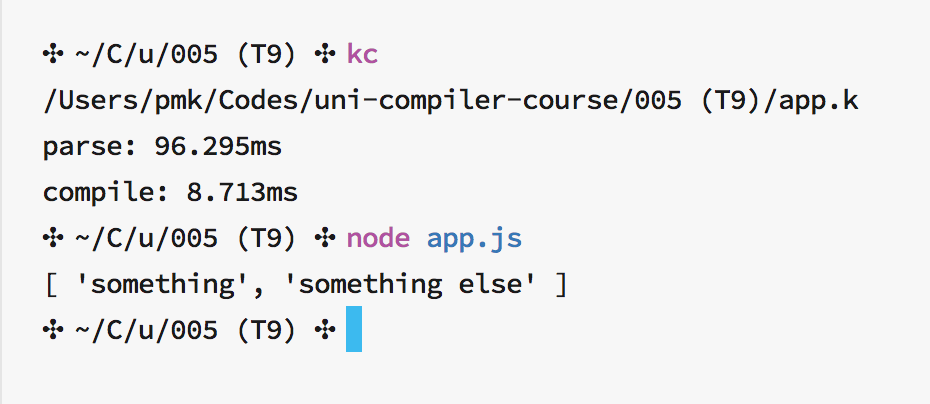 ✣ ~/C/u/005 (T9) ✣ kc
/Users/pmk/Codes/uni-compiler-course/005 (T9)/app.k
parse: 96.295ms
compile: 8.713ms
✣ ~/C/u/005 (T9) ✣ node app.js
[ 'something', 'something else' ]
✣ ~/C/u/005 (T9) ✣